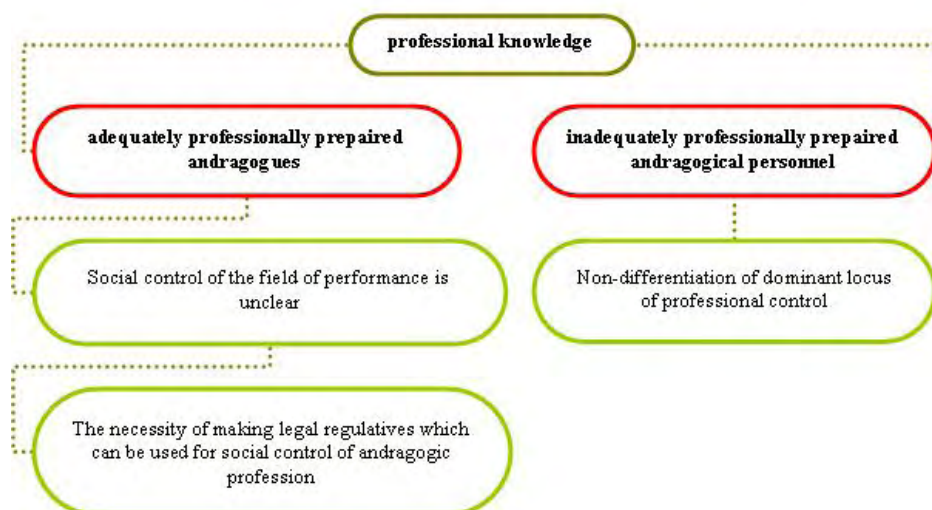 professional knowledge
adequately professionally prepaired
andragogues
inadequately professionally prepaired
andragogical personnel
Social control of the field of performance is
unclear
Non-differentiation of dominant locus
of professional control
The necessity of making legal regulatives which
can be used for social control of andragogic
profession